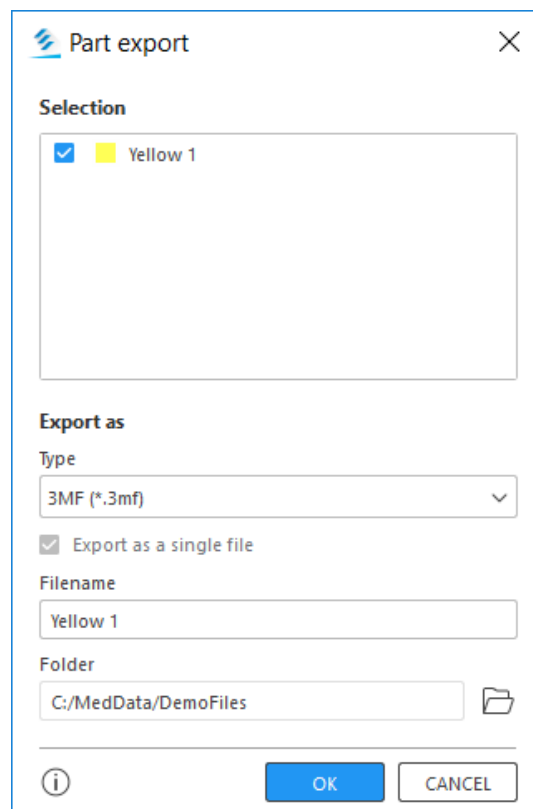 Part export
Selection
Yellow 1
Export as
Type
3MF (*.3mf)
Export as a single file
Filename
Yellow 1
Folder
C:/MedData/DemoFiles
OK CANCEL